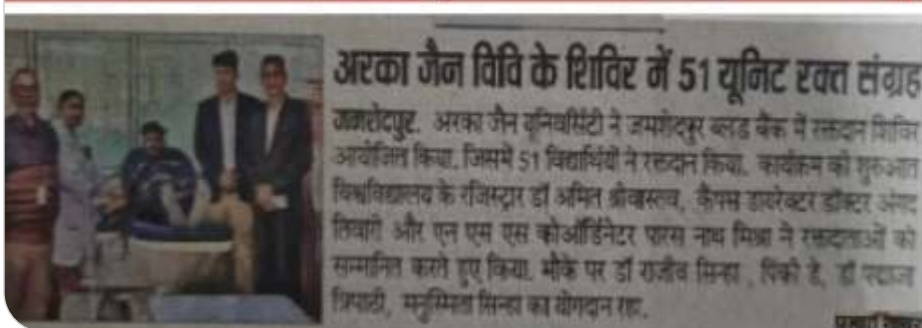 अरका जैन विवि के शिविर में 51 यूनिट रक्त संग्रह
जमशेदपुर. अरका जैन यूनिवर्सिटी ने जमशेदपुर ब्लड बैंक में रक्तदान शिविर
आयोजित किया. जिसमें 51 विद्यार्थियों ने रक्तदान किया. कार्यक्रम की शुरुआत
विश्वविद्यालय के रजिस्ट्रार डॉ अमित श्रीवास्तव, कैंपस डायरेक्टर डॉक्टर अंगद
तिवारी और एन एस एस कोऑर्डिनेटर पारस नाथ मिश्रा ने रक्तदाताओं को
सम्मानित करते हुए किया. मौके पर डॉ राजीव सिन्हा, पिंकी डे, डॉ
त्रिपाठी, मनुस्मिता सिन्हा का योगदान रहा.